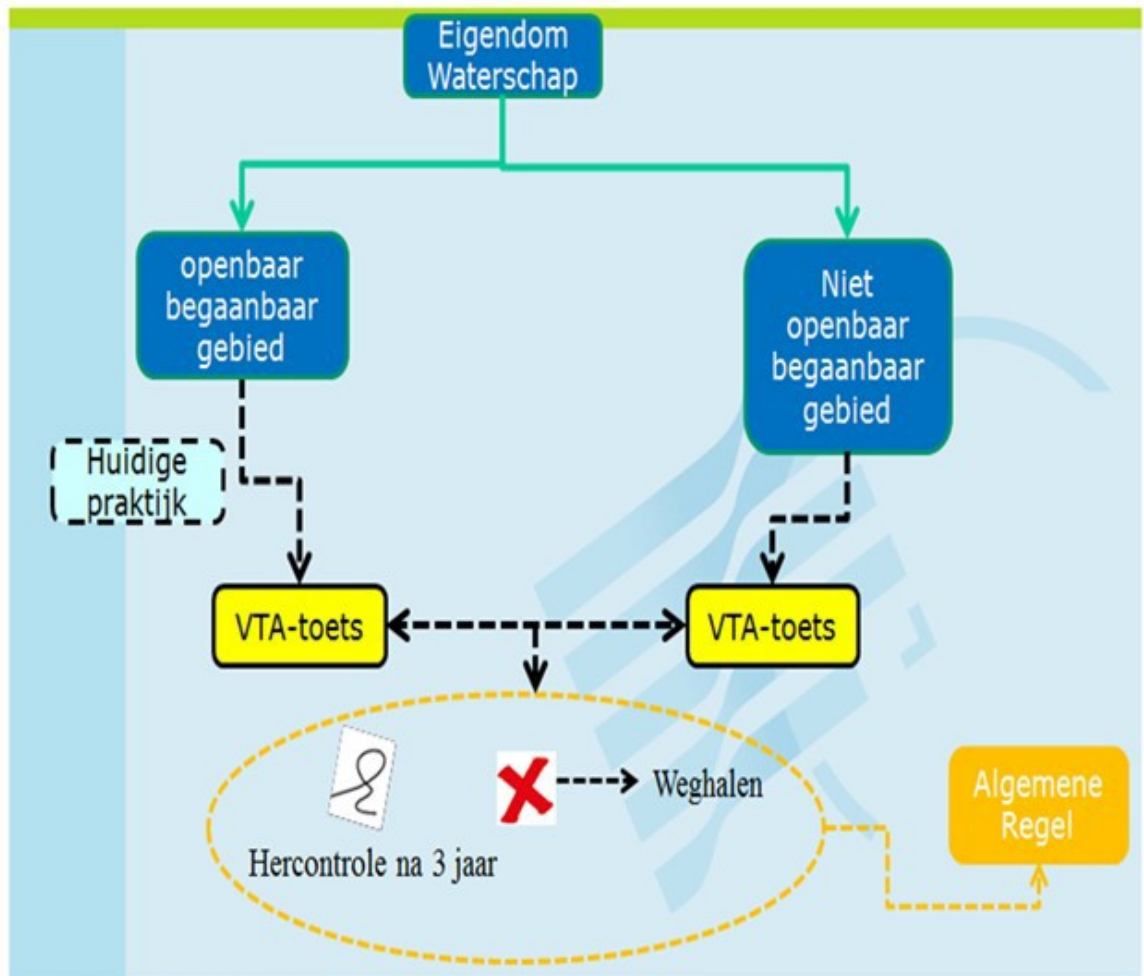 Eigendom
Waterschap
openbaar
begaanbaar
gebied
Niet
openbaar
begaanbaar
gebied
Huidige
praktijk
VTA-toets
VTA-toets
Weghalen
Hercontrole na 3 jaar
Algemene
Regel